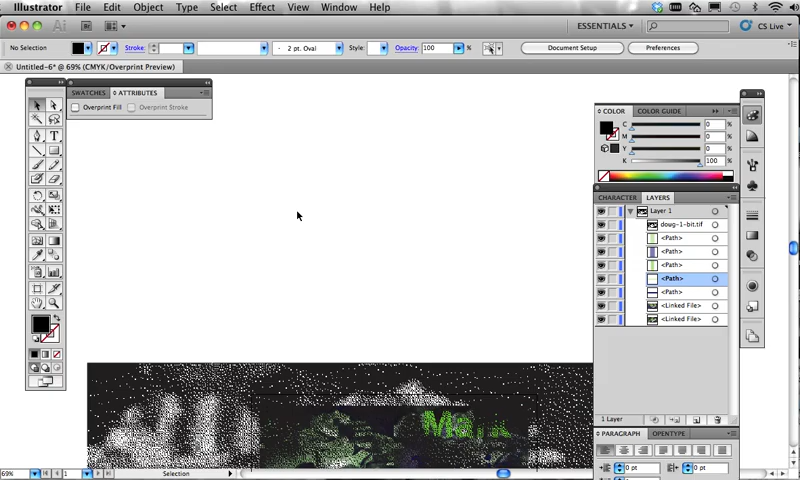 Illustrator File Edit Object Type Select Effect View Window Help
Ai Br ESSENTIALS CS Live
No Selection Stroke: 2 pt. Oval Style: Opacity: 100 % Document Setup Preferences
Untitled-6* @ 69% (CMYK/Overprint Preview)
SWATCHES ATTRIBUTES
Overprint Fill Overprint Stroke
COLOR COLOR GUIDE
C 0 %
M 0 %
Y 0 %
K 100 %
CHARACTER LAYERS
Layer 1
doug-1-bit.tif
<Path>
<Path>
<Path>
<Path>
<Path>
<Linked File>
<Linked File>
1 Layer
PARAGRAPH OPENTYPE
0 pt 0 pt
69% 1 Selection